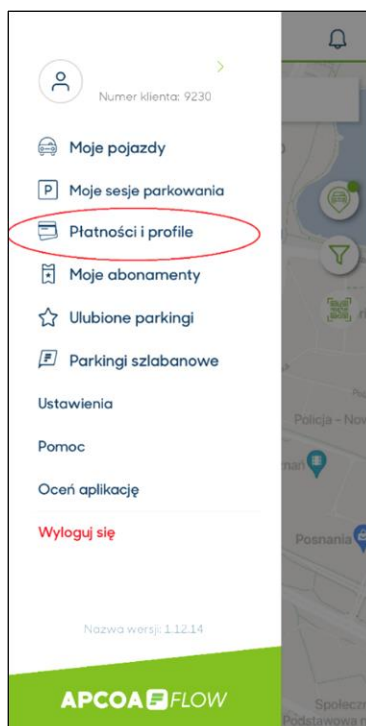 Numer klienta: 9230
Moje pojazdy
P
Moje sesje parkowania
Płatności i profile
Moje abonamenty
Ulubione parkingi
Parkingi szlabanowe
Ustawienia
Pomoc
Policja - Now
Oceń aplikację
Wyloguj się
Posnania
Nazwa wersji: 1.12.14
APCOA FLOW
Społeczn
Podstawowa n